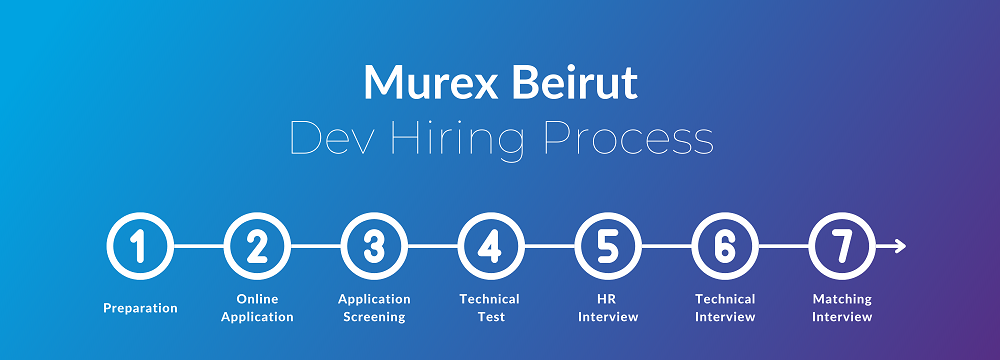 Murex Beirut
Dev Hiring Process
1
2
3
4
5
6
7
Preparation
Online
Application
Application
Screening
Technical
Test
HR
Interview
Technical
Interview
Matching
Interview